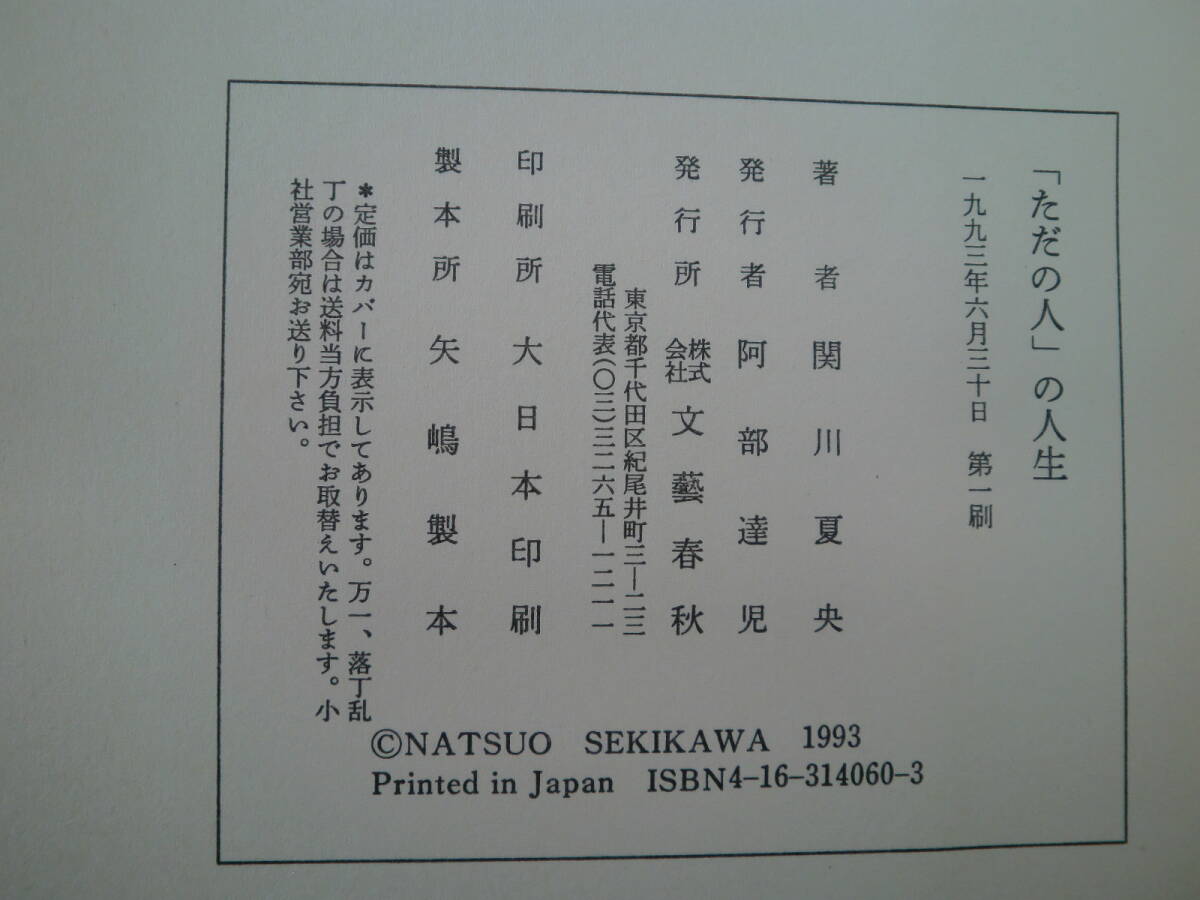 「ただの人」の人生
一九九三年六月三十日　第一刷
著者　関川夏央
発行者　阿部達児
発行所　株式会社文藝春秋
東京都千代田区紀尾井町三―二三
電話代表(〇三)三二六五―一二一一
印刷所　大日本印刷
製本所　矢嶋製本
＊定価はカバーに表示してあります。万一、落丁乱
丁の場合は送料当方負担でお取替えいたします。小
社営業部宛お送り下さい。
©NATSUO SEKIKAWA 1993
Printed in Japan ISBN4-16-314060-3